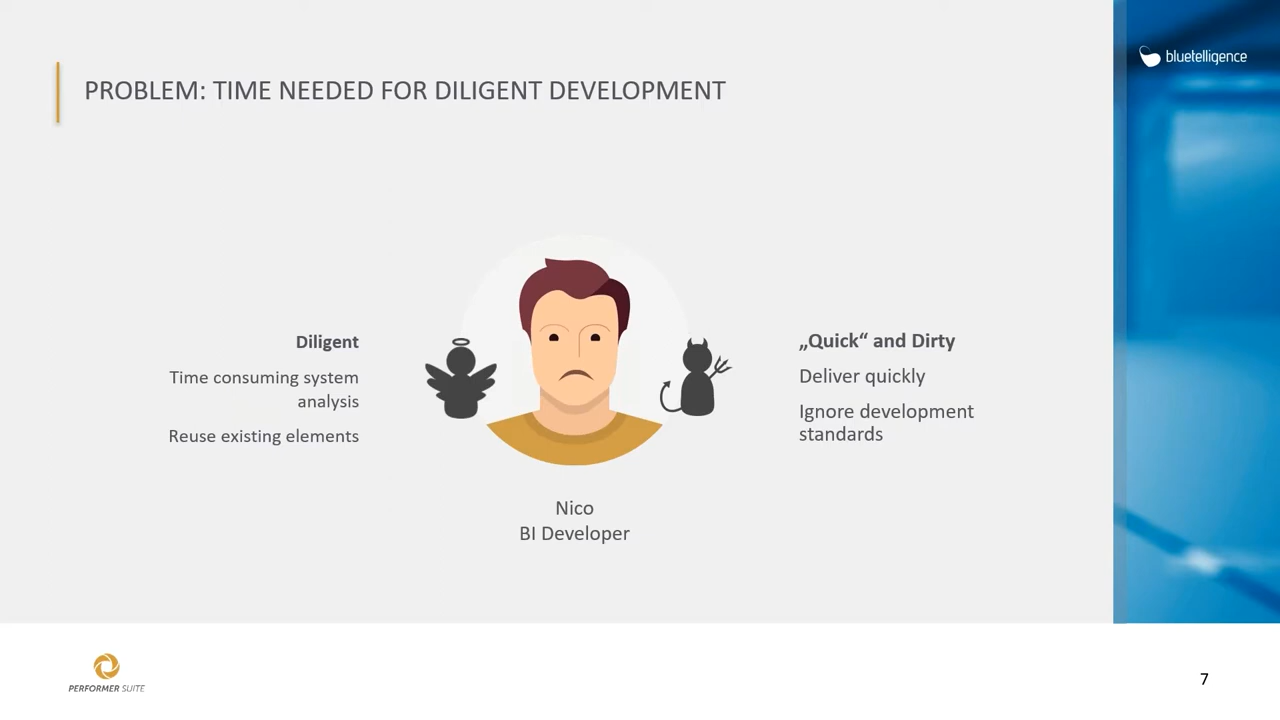 bluetelligence
PROBLEM: TIME NEEDED FOR DILIGENT DEVELOPMENT
Diligent
Time consuming system
analysis
Reuse existing elements
„Quick“ and Dirty
Deliver quickly
Ignore development
standards
Nico
BI Developer
PERFORMER SUITE
7